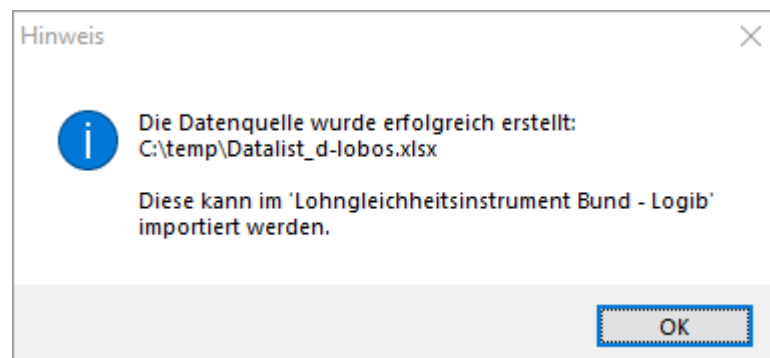 Hinweis
Die Datenquelle wurde erfolgreich erstellt:
C:\temp\Datalist_d-lobos.xlsx
Diese kann im 'Lohngleichheitsinstrument Bund - Logib'
importiert werden.
OK